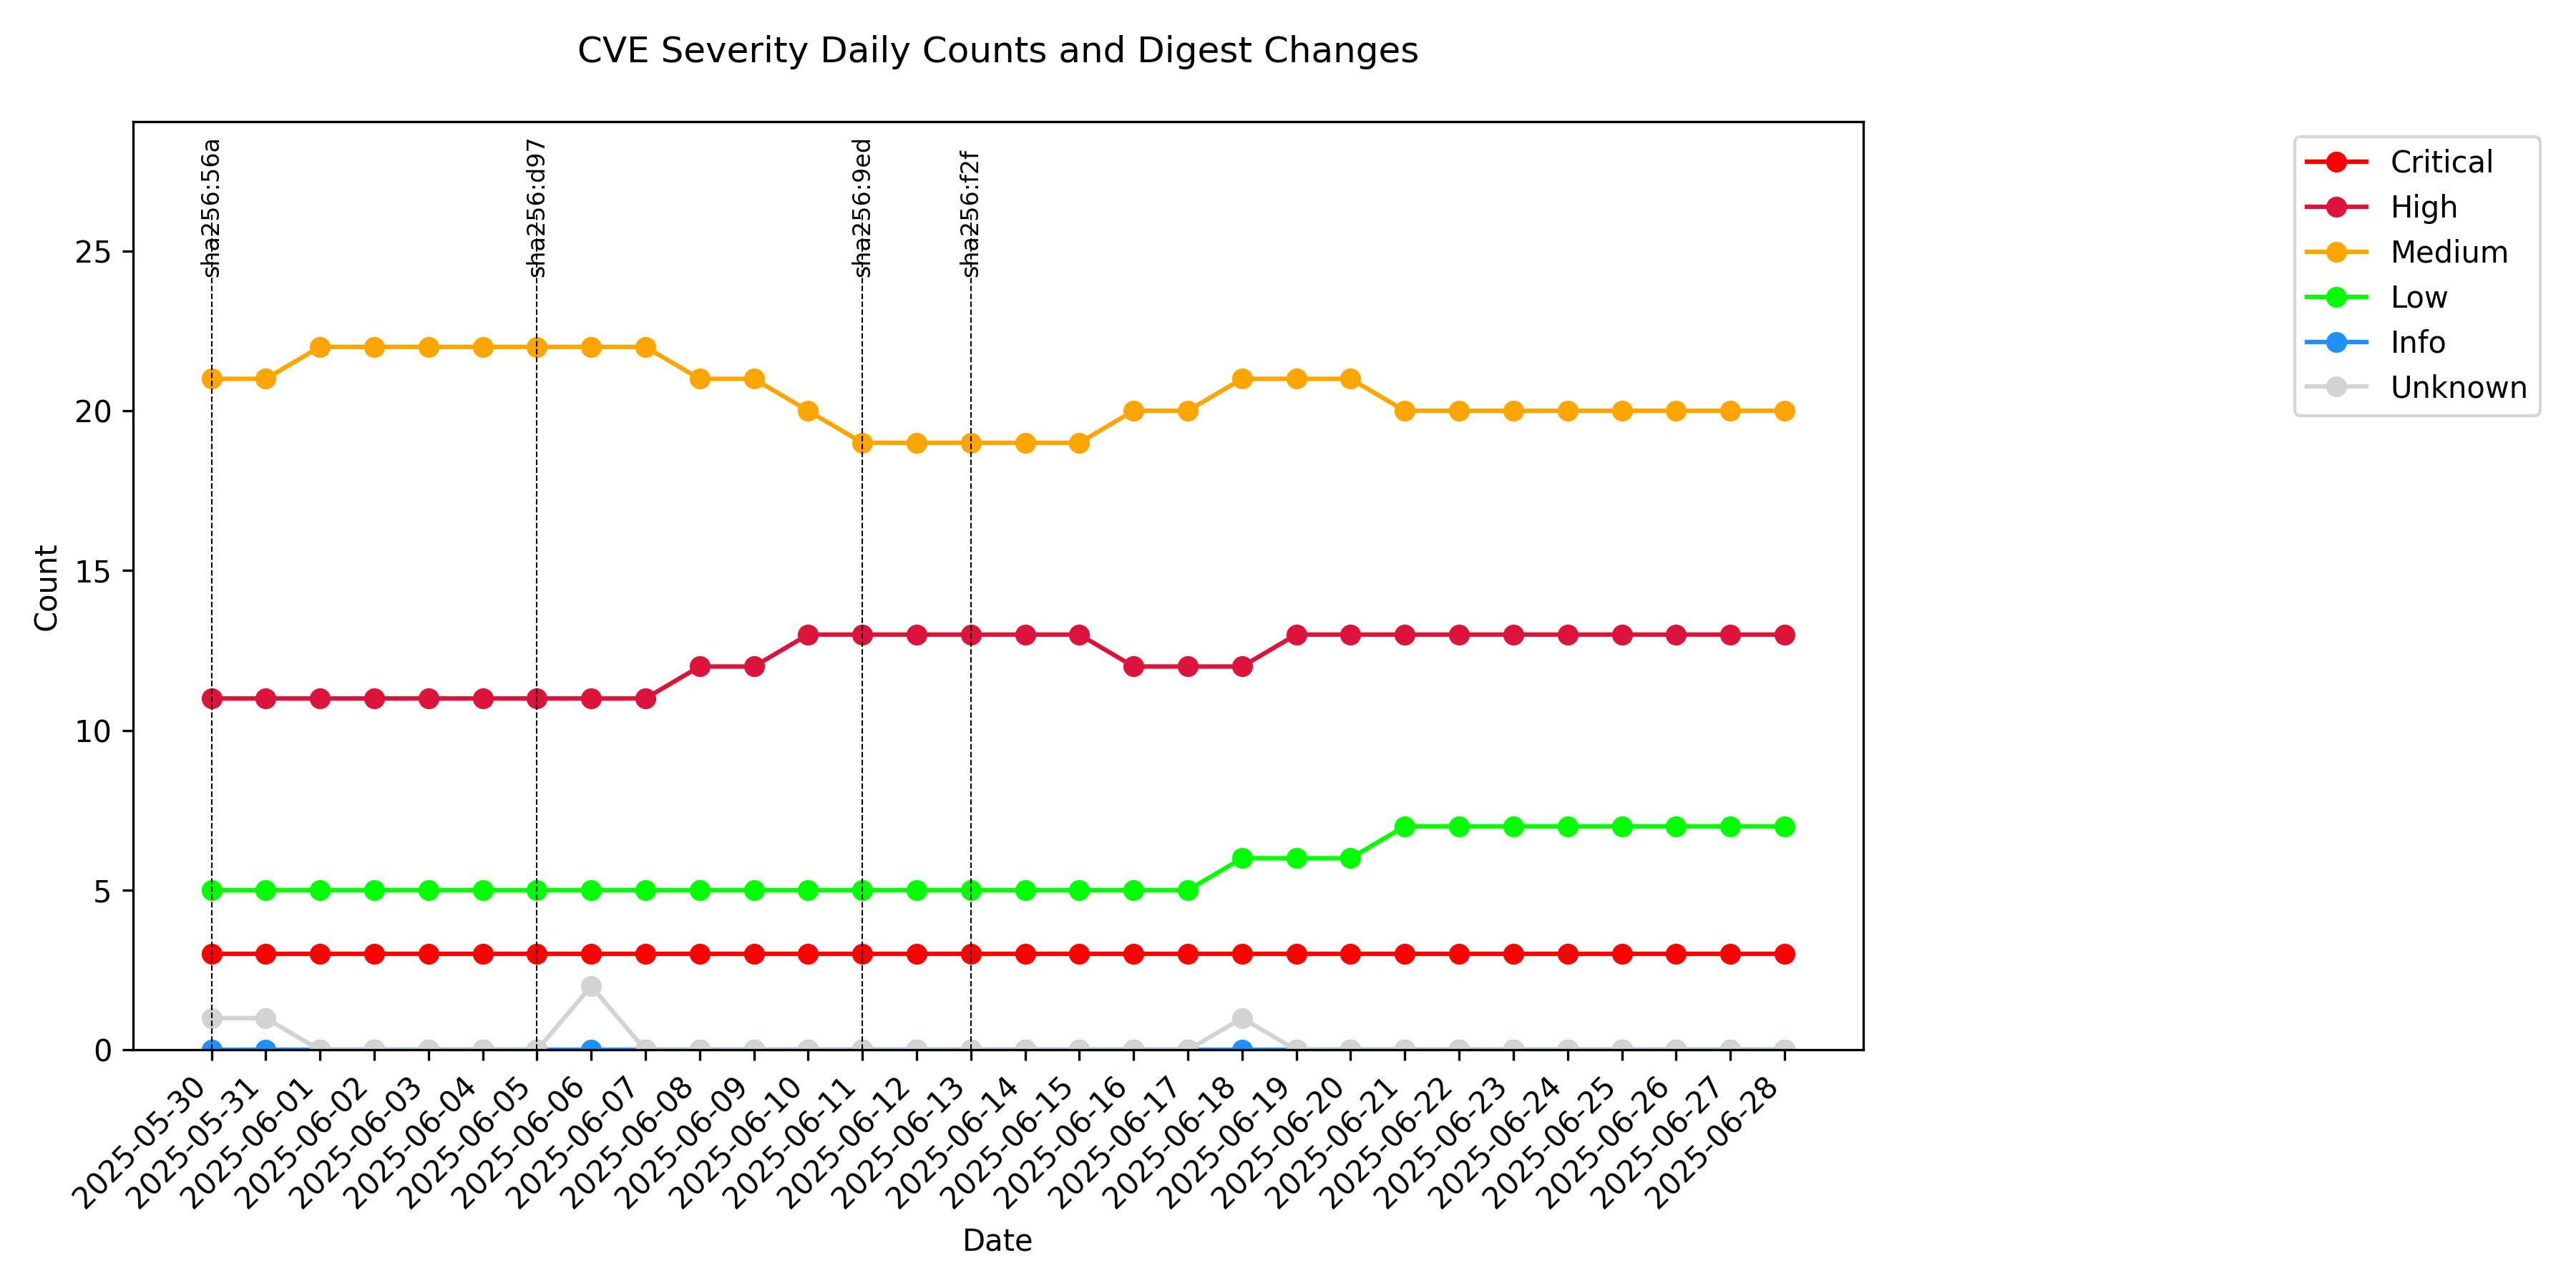 CVE Severity Daily Counts and Digest Changes
sha256:56a
sha256:d97
sha256:9ed
sha256:f2f
Critical
High
Medium
Low
Info
Unknown
Count
25
20
15
10
5
0
2025-05-30
2025-05-31
2025-06-01
2025-06-02
2025-06-03
2025-06-04
2025-06-05
2025-06-06
2025-06-07
2025-06-08
2025-06-09
2025-06-10
2025-06-11
2025-06-12
2025-06-13
2025-06-14
2025-06-15
2025-06-16
2025-06-17
2025-06-18
2025-06-19
2025-06-20
2025-06-21
2025-06-22
2025-06-23
2025-06-24
2025-06-25
2025-06-26
2025-06-27
2025-06-28
Date